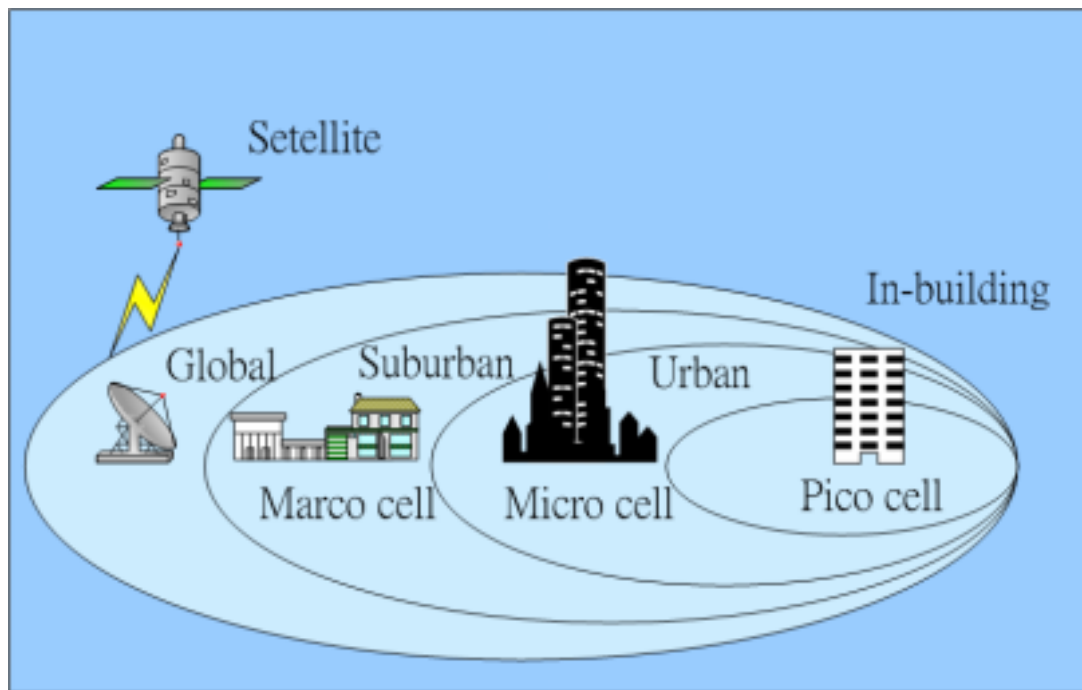 Setellite
In-building
Global
Suburban
Urban
Marco cell
Micro cell
Pico cell